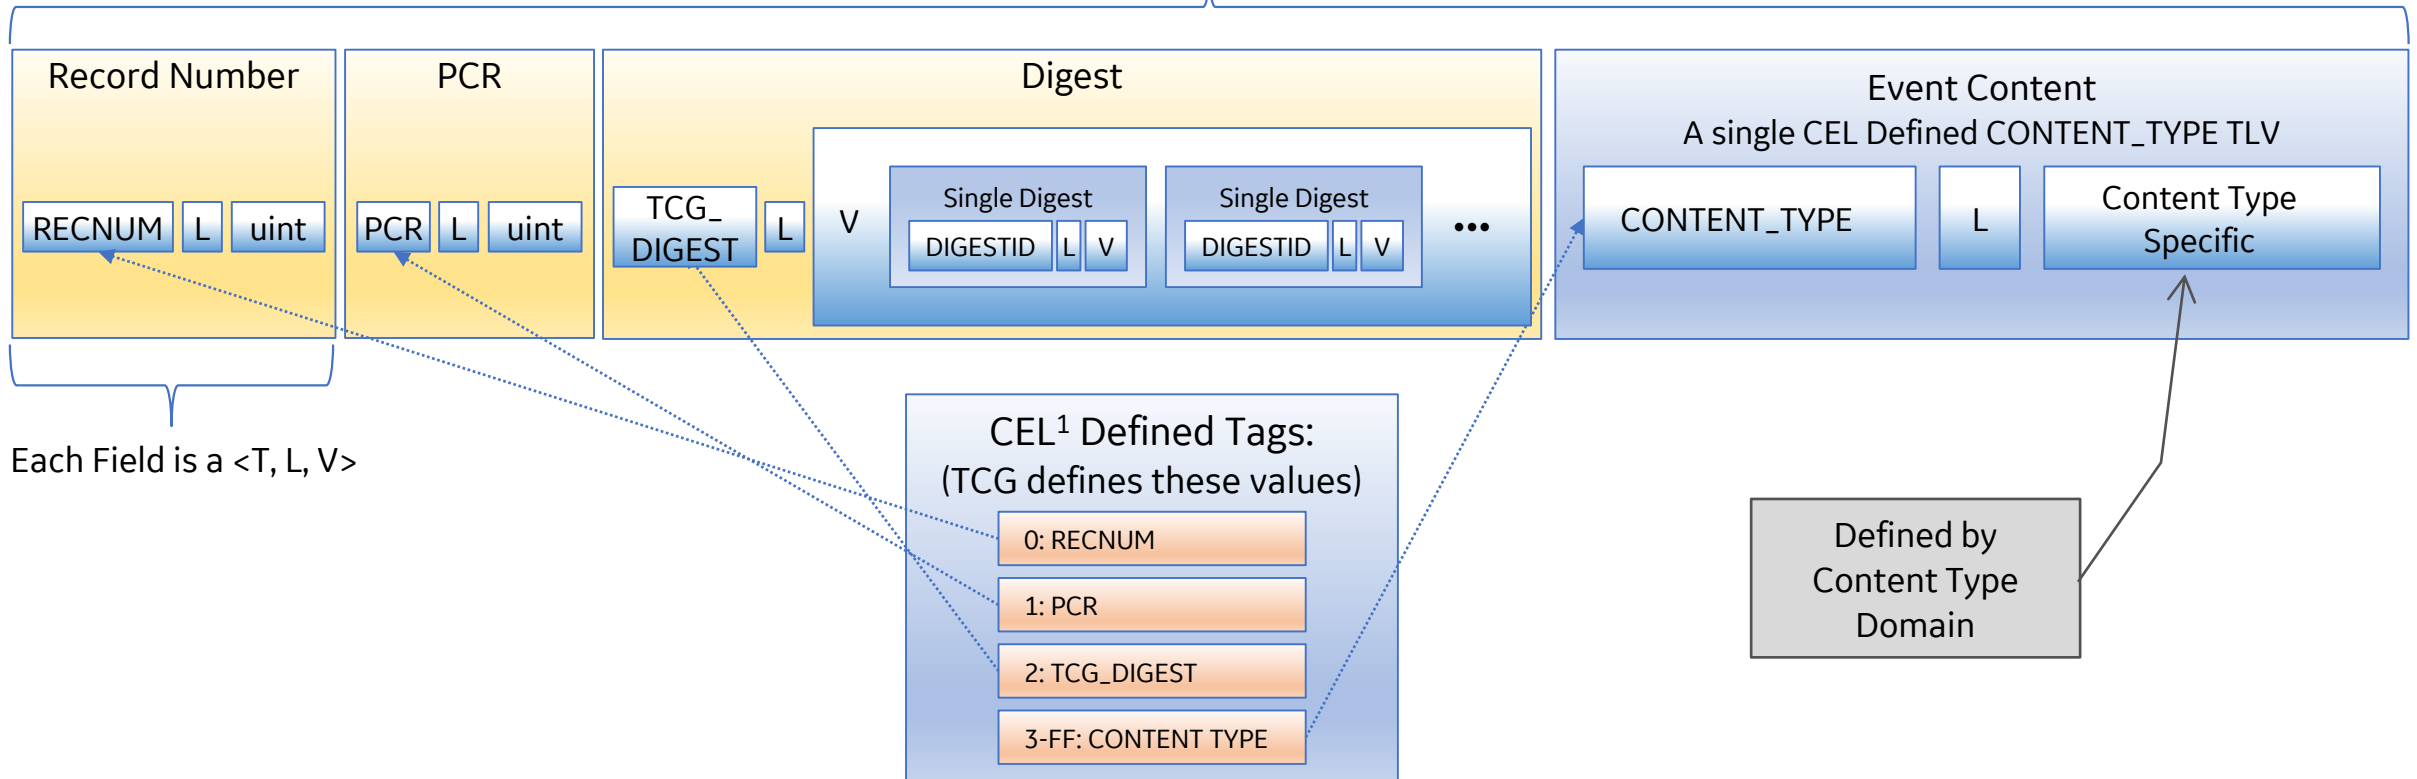 Record Number
RECNUM L uint
PCR
PCR L uint
Digest
TCG_
DIGEST
L
V
Single Digest
DIGESTID L V
Single Digest
DIGESTID L V
•••
Event Content
A single CEL Defined CONTENT_TYPE TLV
CONTENT_TYPE
L
Content Type
Specific
Each Field is a <T, L, V>
CEL¹ Defined Tags:
(TCG defines these values)
0: RECNUM
1: PCR
2: TCG_DIGEST
3-FF: CONTENT TYPE
Defined by
Content Type
Domain